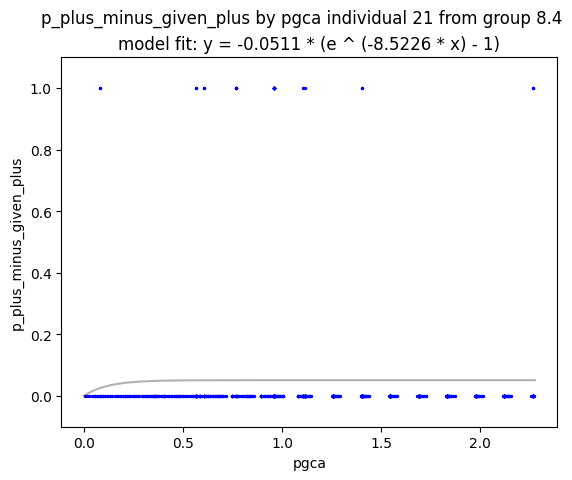 p_plus_minus_given_plus by pgca individual 21 from group 8.4
model fit: y = -0.0511 * (e ^ (-8.5226 * x) - 1)
1.0
0.8
0.6
0.4
0.2
0.0
p_plus_minus_given_plus
0.0 0.5 1.0 1.5 2.0
pgca